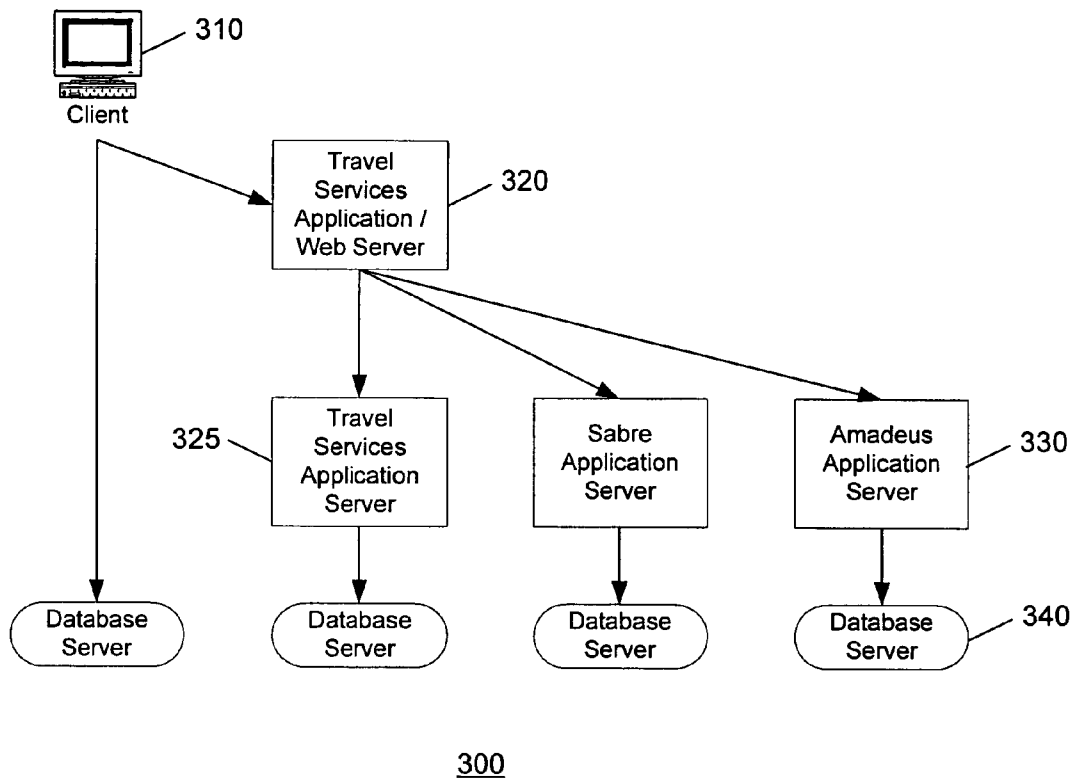 310
Client
Travel
Services
Application /
Web Server
320
325
Travel
Services
Application
Server
Sabre
Application
Server
Amadeus
Application
Server
330
Database
Server
Database
Server
Database
Server
Database
Server
340
300